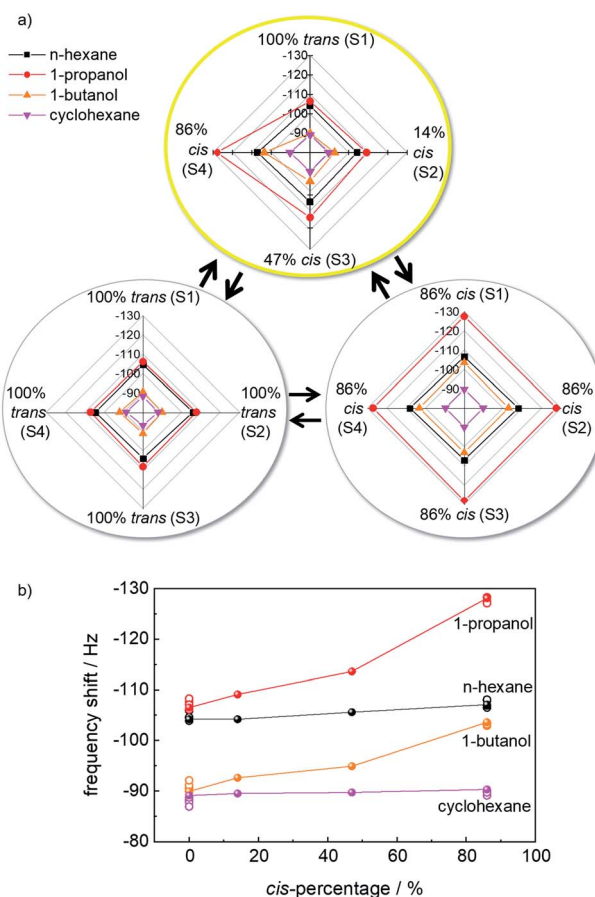 a)
n-hexane
1-propanol
1-butanol
cyclohexane
100% trans (S1)
-130
-120
-110
-100
-90
86%
cis
(S4)
14%
cis
(S2)
47% cis (S3)
100% trans (S1)
-130
-120
-110
-100
-90
100%
trans
(S4)
100%
trans
(S2)
100% trans (S3)
86% cis (S1)
-130
-120
-110
-100
-90
86%
cis
(S4)
86%
cis
(S2)
86% cis (S3)
b)
frequency shift / Hz
-130
-120
-110
-100
-90
-80
1-propanol
n-hexane
1-butanol
cyclohexane
0 20 40 60 80 100
cis-percentage / %